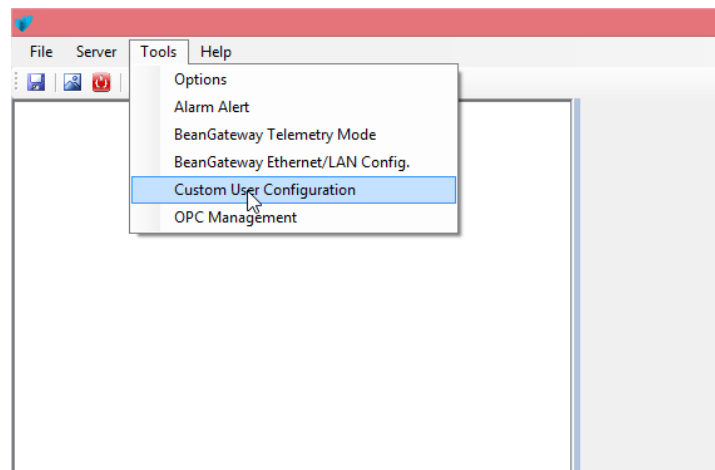 File Server Tools Help
Options
Alarm Alert
BeanGateway Telemetry Mode
BeanGateway Ethernet/LAN Config.
Custom User Configuration
OPC Management